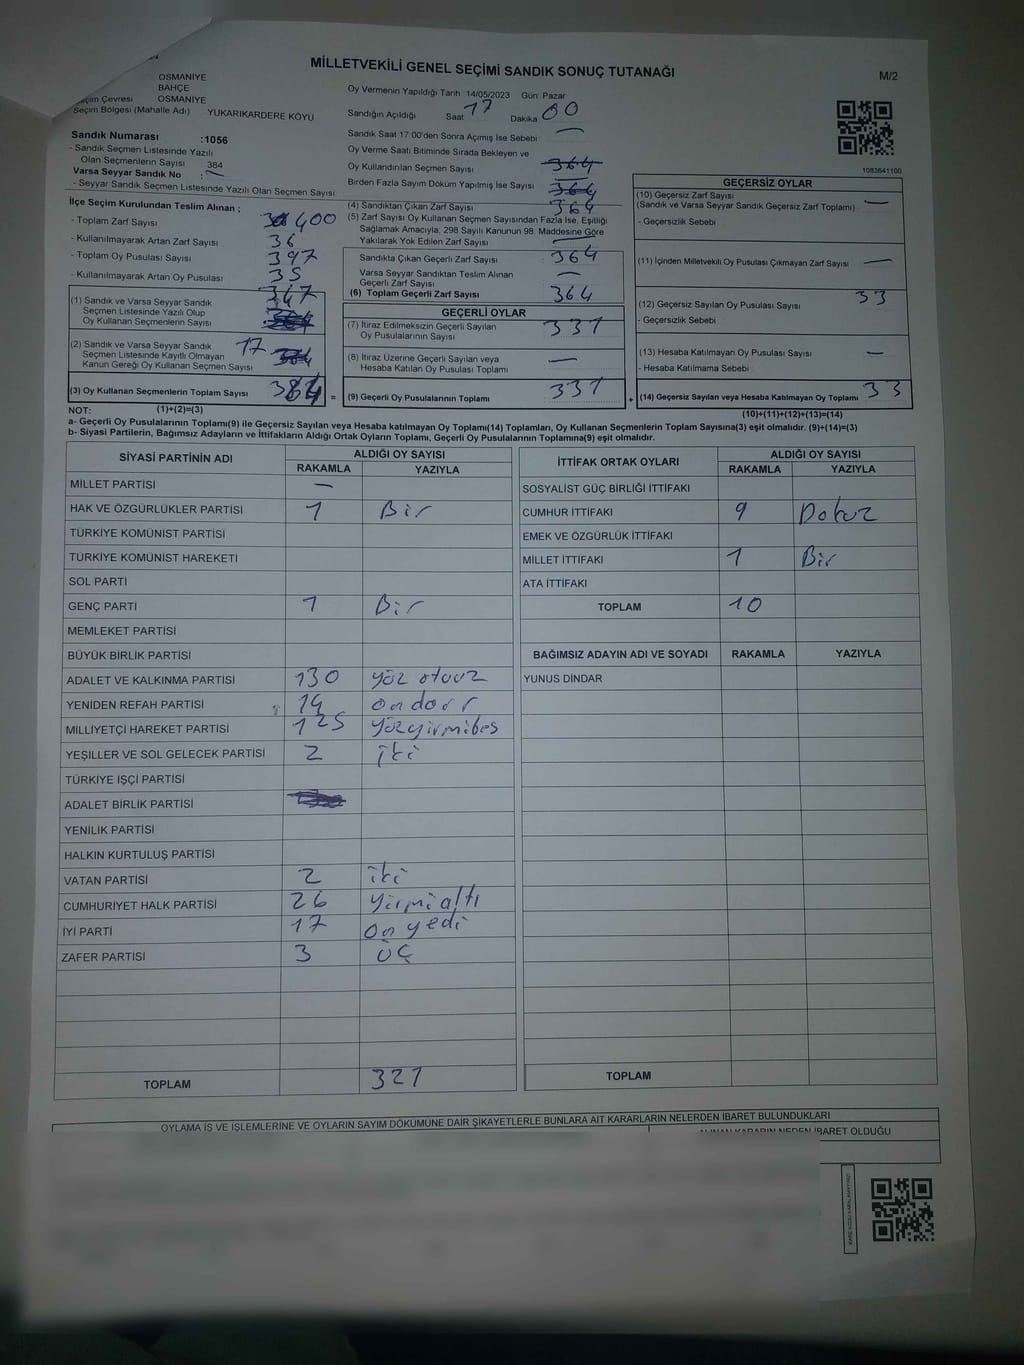 MİLLETVEKİLİ GENEL SEÇİMİ SANDIK SONUÇ TUTANAĞI
M/2
OSMANİYE
BAHÇE
Seçim Çevresi OSMANİYE
Seçim Bölgesi (Mahalle Adı) YUKARIKARDERE KÖYÜ
Sandık Numarası :1056
- Sandık Seçmen Listesinde Yazılı
Olan Seçmenlerin Sayısı 384
Varsa Seyyar Sandık No : —
- Seyyar Sandık Seçmen Listesinde Yazılı Olan Seçmen Sayısı
İlçe Seçim Kurulundan Teslim Alınan ;
- Toplam Zarf Sayısı 400
- Kullanılmayarak Artan Zarf Sayısı 36
- Toplam Oy Pusulası Sayısı 397
- Kullanılmayarak Artan Oy Pusulası 35
(1) Sandık ve Varsa Seyyar Sandık 347
Seçmen Listesinde Yazılı Olup
Oy Kullanan Seçmenlerin Sayısı
(2) Sandık ve Varsa Seyyar Sandık 17
Seçmen Listesinde Kayıtlı Olmayan
Kanun Gereği Oy Kullanan Seçmen Sayısı
(3) Oy Kullanan Seçmenlerin Toplam Sayısı 364 =
Oy Vermenin Yapıldığı Tarih 14/05/2023 Gün: Pazar
Sandığın Açıldığı Saat 17 Dakika 00
Sandık Saat 17 00'den Sonra Açımış İse Sebebi —
Oy Verme Saati Bitiminde Sırada Bekleyen ve
Oy Kullandırılan Seçmen Sayısı 364
Birden Fazla Sayım Döküm Yapılmış İse Sayısı 364
(4) Sandıktan Çıkan Zarf Sayısı 364
(5) Zarf Sayısı Oy Kullanan Seçmen Sayısından Fazla İse, Eşitliği
Sağlamak Amacıyla; 298 Sayılı Kanunun 98. Maddesine Göre
Yakılarak Yok Edilen Zarf Sayısı —
Sandıkta Çıkan Geçerli Zarf Sayısı 364
Varsa Seyyar Sandıktan Teslim Alınan —
Geçerli Zarf Sayısı
(6) Toplam Geçerli Zarf Sayısı 364
GEÇERLİ OYLAR
(7) İtiraz Edilmeksizin Geçerli Sayılan 331
Oy Pusulalarının Sayısı
(8) İtiraz Üzerine Geçerli Sayılan veya —
Hesaba Katılan Oy Pusulası Toplamı
(9) Geçerli Oy Pusulalarının Toplamı 331 +
1083641100
GEÇERSİZ OYLAR
(10) Geçersiz Zarf Sayısı —
(Sandık ve Varsa Seyyar Sandık Geçersiz Zarf Toplamı)
- Geçersizlik Sebebi
(11) İçinden Milletvekili Oy Pusulası Çıkmayan Zarf Sayısı —
(12) Geçersiz Sayılan Oy Pusulası Sayısı 33
- Geçersizlik Sebebi
(13) Hesaba Katılmayan Oy Pusulası Sayısı —
- Hesaba Katılmama Sebebi
(14) Geçersiz Sayılan veya Hesaba Katılmayan Oy Toplamı 33
NOT: (1)+(2)=(3) (10)+(11)+(12)+(13)=(14)
a- Geçerli Oy Pusulalarının Toplamı(9) ile Geçersiz Sayılan veya Hesaba katılmayan Oy Toplamı(14) Toplamları, Oy Kullanan Seçmenlerin Toplam Sayısına(3) eşit olmalıdır. (9)+(14)=(3)
b- Siyasi Partilerin, Bağımsız Adayların ve İttifakların Aldığı Ortak Oyların Toplamı, Geçerli Oy Pusulalarının Toplamına(9) eşit olmalıdır.
SİYASİ PARTİNİN ADI ALDIĞI OY SAYISI
RAKAMLA YAZIYLA
MİLLET PARTİSİ —
HAK VE ÖZGÜRLÜKLER PARTİSİ 1 Bir
TÜRKİYE KOMÜNİST PARTİSİ
TÜRKİYE KOMÜNİST HAREKETİ
SOL PARTİ
GENÇ PARTİ 1 Bir
MEMLEKET PARTİSİ
BÜYÜK BİRLİK PARTİSİ
ADALET VE KALKINMA PARTİSİ 130 yüz otuuz
YENİDEN REFAH PARTİSİ 14 on dörr
MİLLİYETÇİ HAREKET PARTİSİ 125 yüzyirmibes
YEŞİLLER VE SOL GELECEK PARTİSİ 2 iki
TÜRKİYE İŞÇİ PARTİSİ
ADALET BİRLİK PARTİSİ
YENİLİK PARTİSİ
HALKIN KURTULUŞ PARTİSİ
VATAN PARTİSİ 2 iki
CUMHURİYET HALK PARTİSİ 26 yirmialtı
İYİ PARTİ 17 on yedi
ZAFER PARTİSİ 3 üç
TOPLAM 321
İTTİFAK ORTAK OYLARI ALDIĞI OY SAYISI
RAKAMLA YAZIYLA
SOSYALİST GÜÇ BİRLİĞİ İTTİFAKI
CUMHUR İTTİFAKI 9 Dokuz
EMEK VE ÖZGÜRLÜK İTTİFAKI
MİLLET İTTİFAKI 1 Bir
ATA İTTİFAKI
TOPLAM 10
BAĞIMSIZ ADAYIN ADI VE SOYADI RAKAMLA YAZIYLA
YUNUS DİNDAR
TOPLAM
OYLAMA İŞ VE İŞLEMLERİNE VE OYLARIN SAYIM DÖKÜMÜNE DAİR ŞİKAYETLERLE BUNLARA AİT KARARLARIN NELERDEN İBARET BULUNDUKLARI
ALINAN KARARIN NEDEN İBARET OLDUĞU